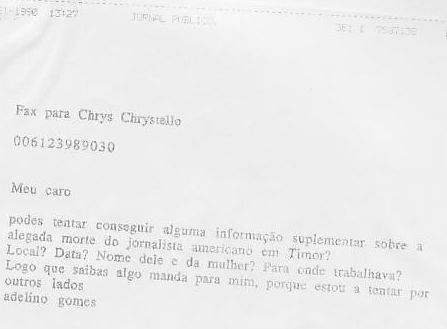 -1990 13:27 JORNAL PUBLICO 351 1
Fax para Chrys Chrystello
006123989030
Meu caro
podes tentar conseguir alguma informação suplementar sobre a
alegada morte do jornalista americano em Timor?
Local? Data? Nome dele e da mulher? Para onde trabalhava?
Logo que saibas algo manda para mim, porque estou a tentar por
outros lados
adelino gomes